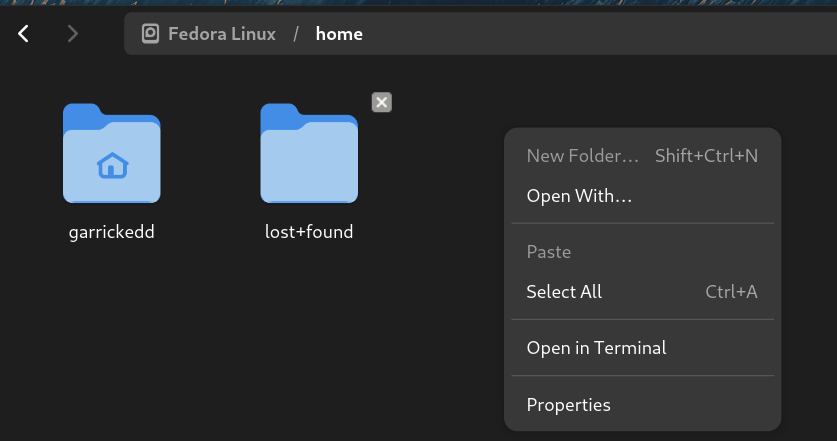 Fedora Linux / home
garrickedd
lost+found
New Folder… Shift+Ctrl+N
Open With…
Paste
Select All Ctrl+A
Open in Terminal
Properties